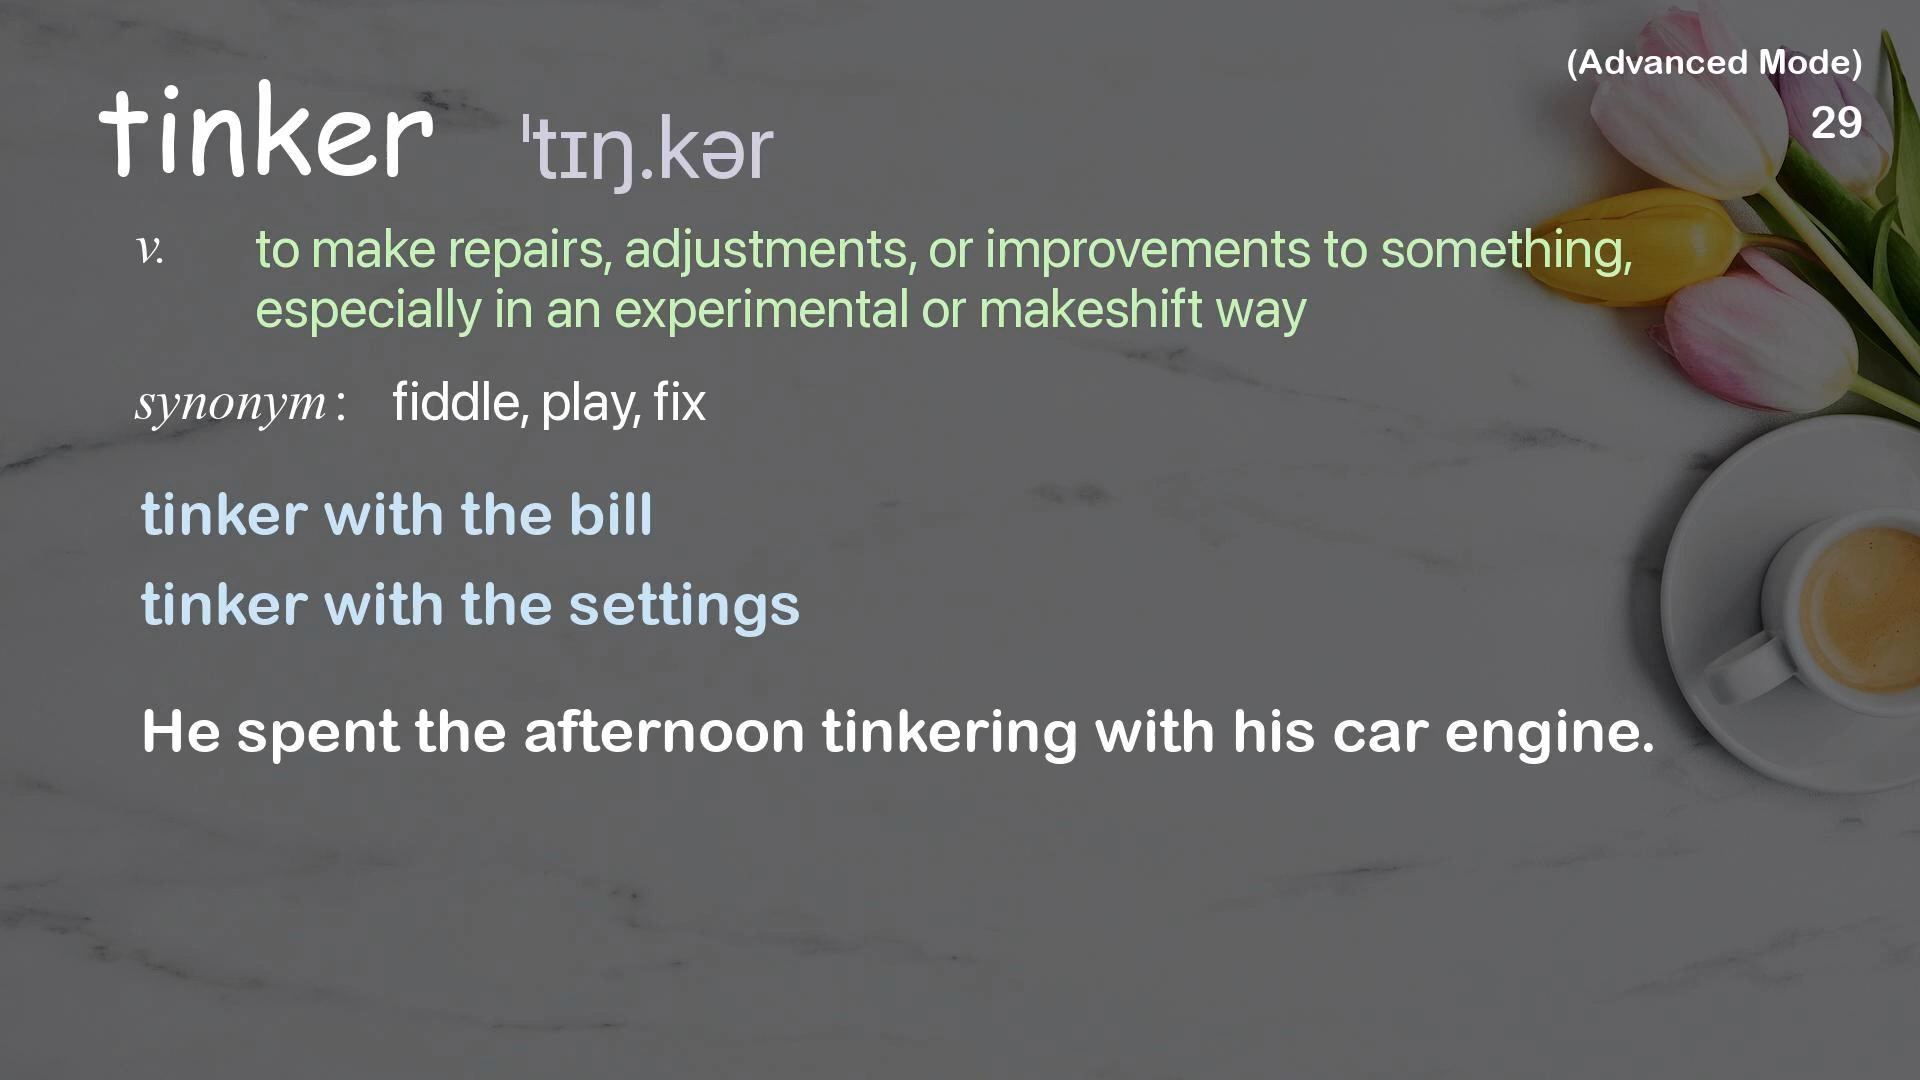 (Advanced Mode)
29
tinker ˈtɪŋ.kər
v. to make repairs, adjustments, or improvements to something,
especially in an experimental or makeshift way
synonym: fiddle, play, fix
tinker with the bill
tinker with the settings
He spent the afternoon tinkering with his car engine.